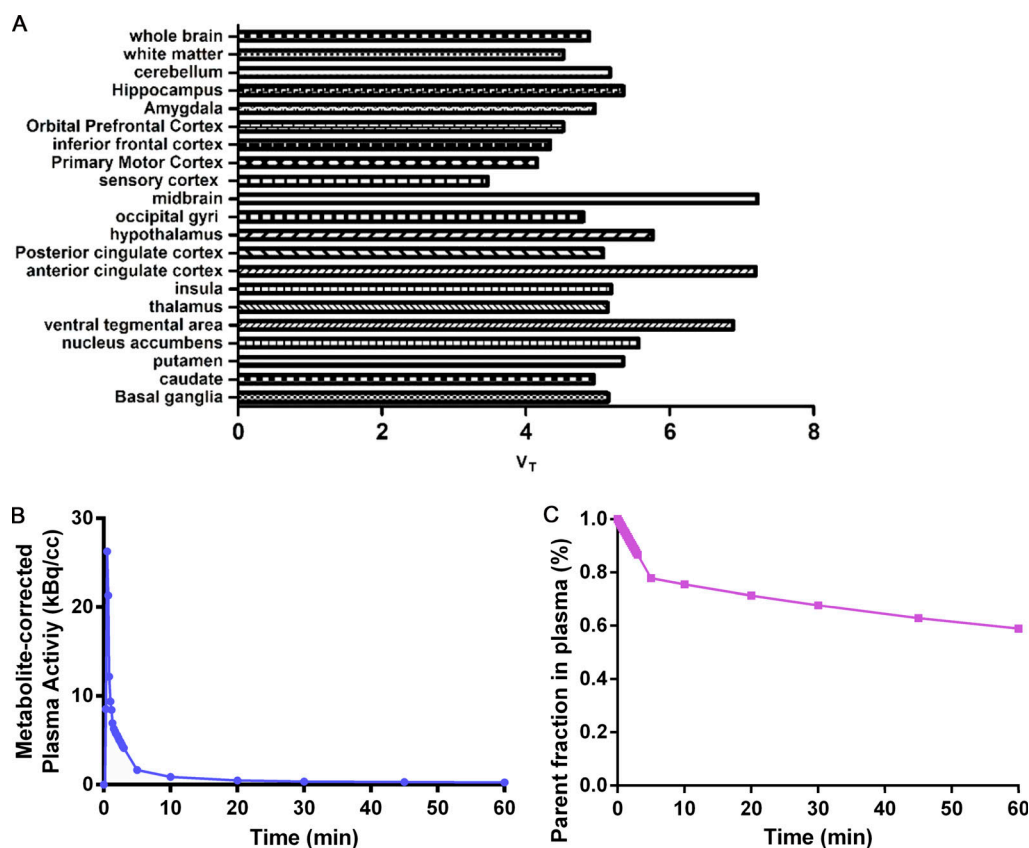 A
whole brain
white matter
cerebellum
Hippocampus
Amygdala
Orbital Prefrontal Cortex
inferior frontal cortex
Primary Motor Cortex
sensory cortex
midbrain
occipital gyri
hypothalamus
Posterior cingulate cortex
anterior cingulate cortex
insula
thalamus
ventral tegmental area
nucleus accumbens
putamen
caudate
Basal ganglia
0 2 4 6 8
VT
B
Metabolite-corrected
Plasma Activiy (kBq/cc)
30
20
10
0
0 10 20 30 40 50 60
Time (min)
C
Parent fraction in plasma (%)
1.0
0.8
0.6
0.4
0.2
0.0
0 10 20 30 40 50 60
Time (min)